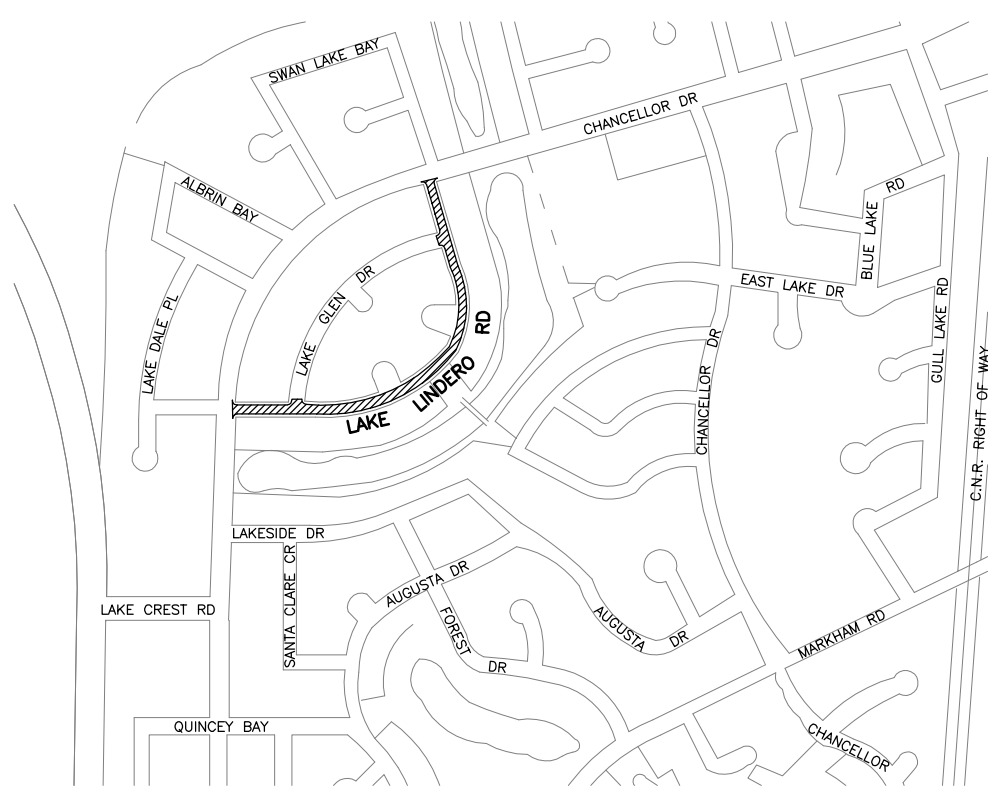 SWAN LAKE BAY
CHANCELLOR DR
ALBRIN BAY
BLUE LAKE RD
LAKE GLEN DR
EAST LAKE DR
LAKE DALE PL
GULL LAKE RD
LAKE LINDERO RD
CHANCELLOR DR
C.N.R. RIGHT OF WAY
LAKESIDE DR
SANTA CLARE CR
AUGUSTA DR
LAKE CREST RD
FOREST DR
AUGUSTA DR
MARKHAM RD
QUINCEY BAY
CHANCELLOR